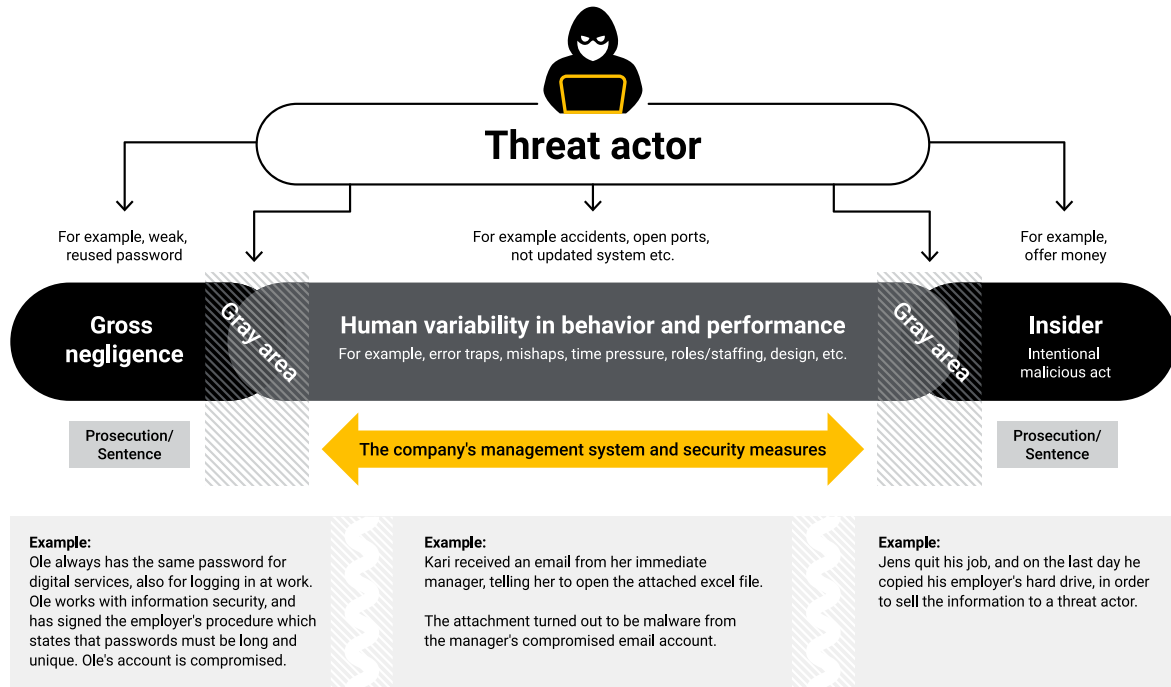 Threat actor
For example, weak,
reused password
For example accidents, open ports,
not updated system etc.
For example,
offer money
Gross
negligence
Gray area
Human variability in behavior and performance
For example, error traps, mishaps, time pressure, roles/staffing, design, etc.
Gray area
Insider
Intentional
malicious act
Prosecution/
Sentence
The company's management system and security measures
Prosecution/
Sentence
Example:
Ole always has the same password for
digital services, also for logging in at work.
Ole works with information security, and
has signed the employer's procedure which
states that passwords must be long and
unique. Ole's account is compromised.
Example:
Kari received an email from her immediate
manager, telling her to open the attached excel file.
The attachment turned out to be malware from
the manager's compromised email account.
Example:
Jens quit his job, and on the last day he
copied his employer's hard drive, in order
to sell the information to a threat actor.